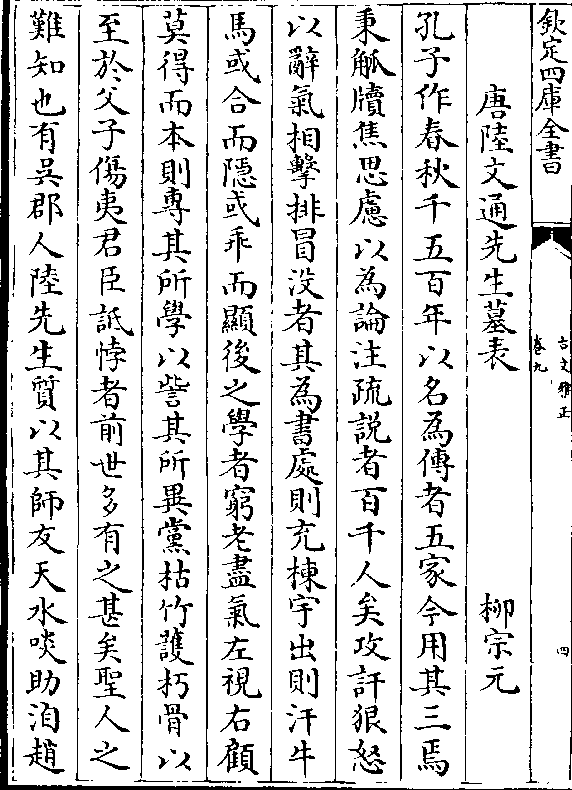 欽定四庫全書
古文雅正
卷九
四
唐陸文通先生墓表　柳宗元
孔子作春秋千五百年以名為傳者五家今用其三焉
秉觚牘焦思慮以為論注疏說者百千人矣攻訐狠怒
以辭氣相擊排冒没者其為書處則充棟宇出則汗牛
馬或合而隱或乖而顯後之學者窮老盡氣左視右顧
莫得而本則專其所學以訾其所異黨枯竹護朽骨以
至於父子傷夷君臣詆悖者前世多有之甚矣聖人之
難知也有吳郡人陸先生質以其師友天水啖助洎趙